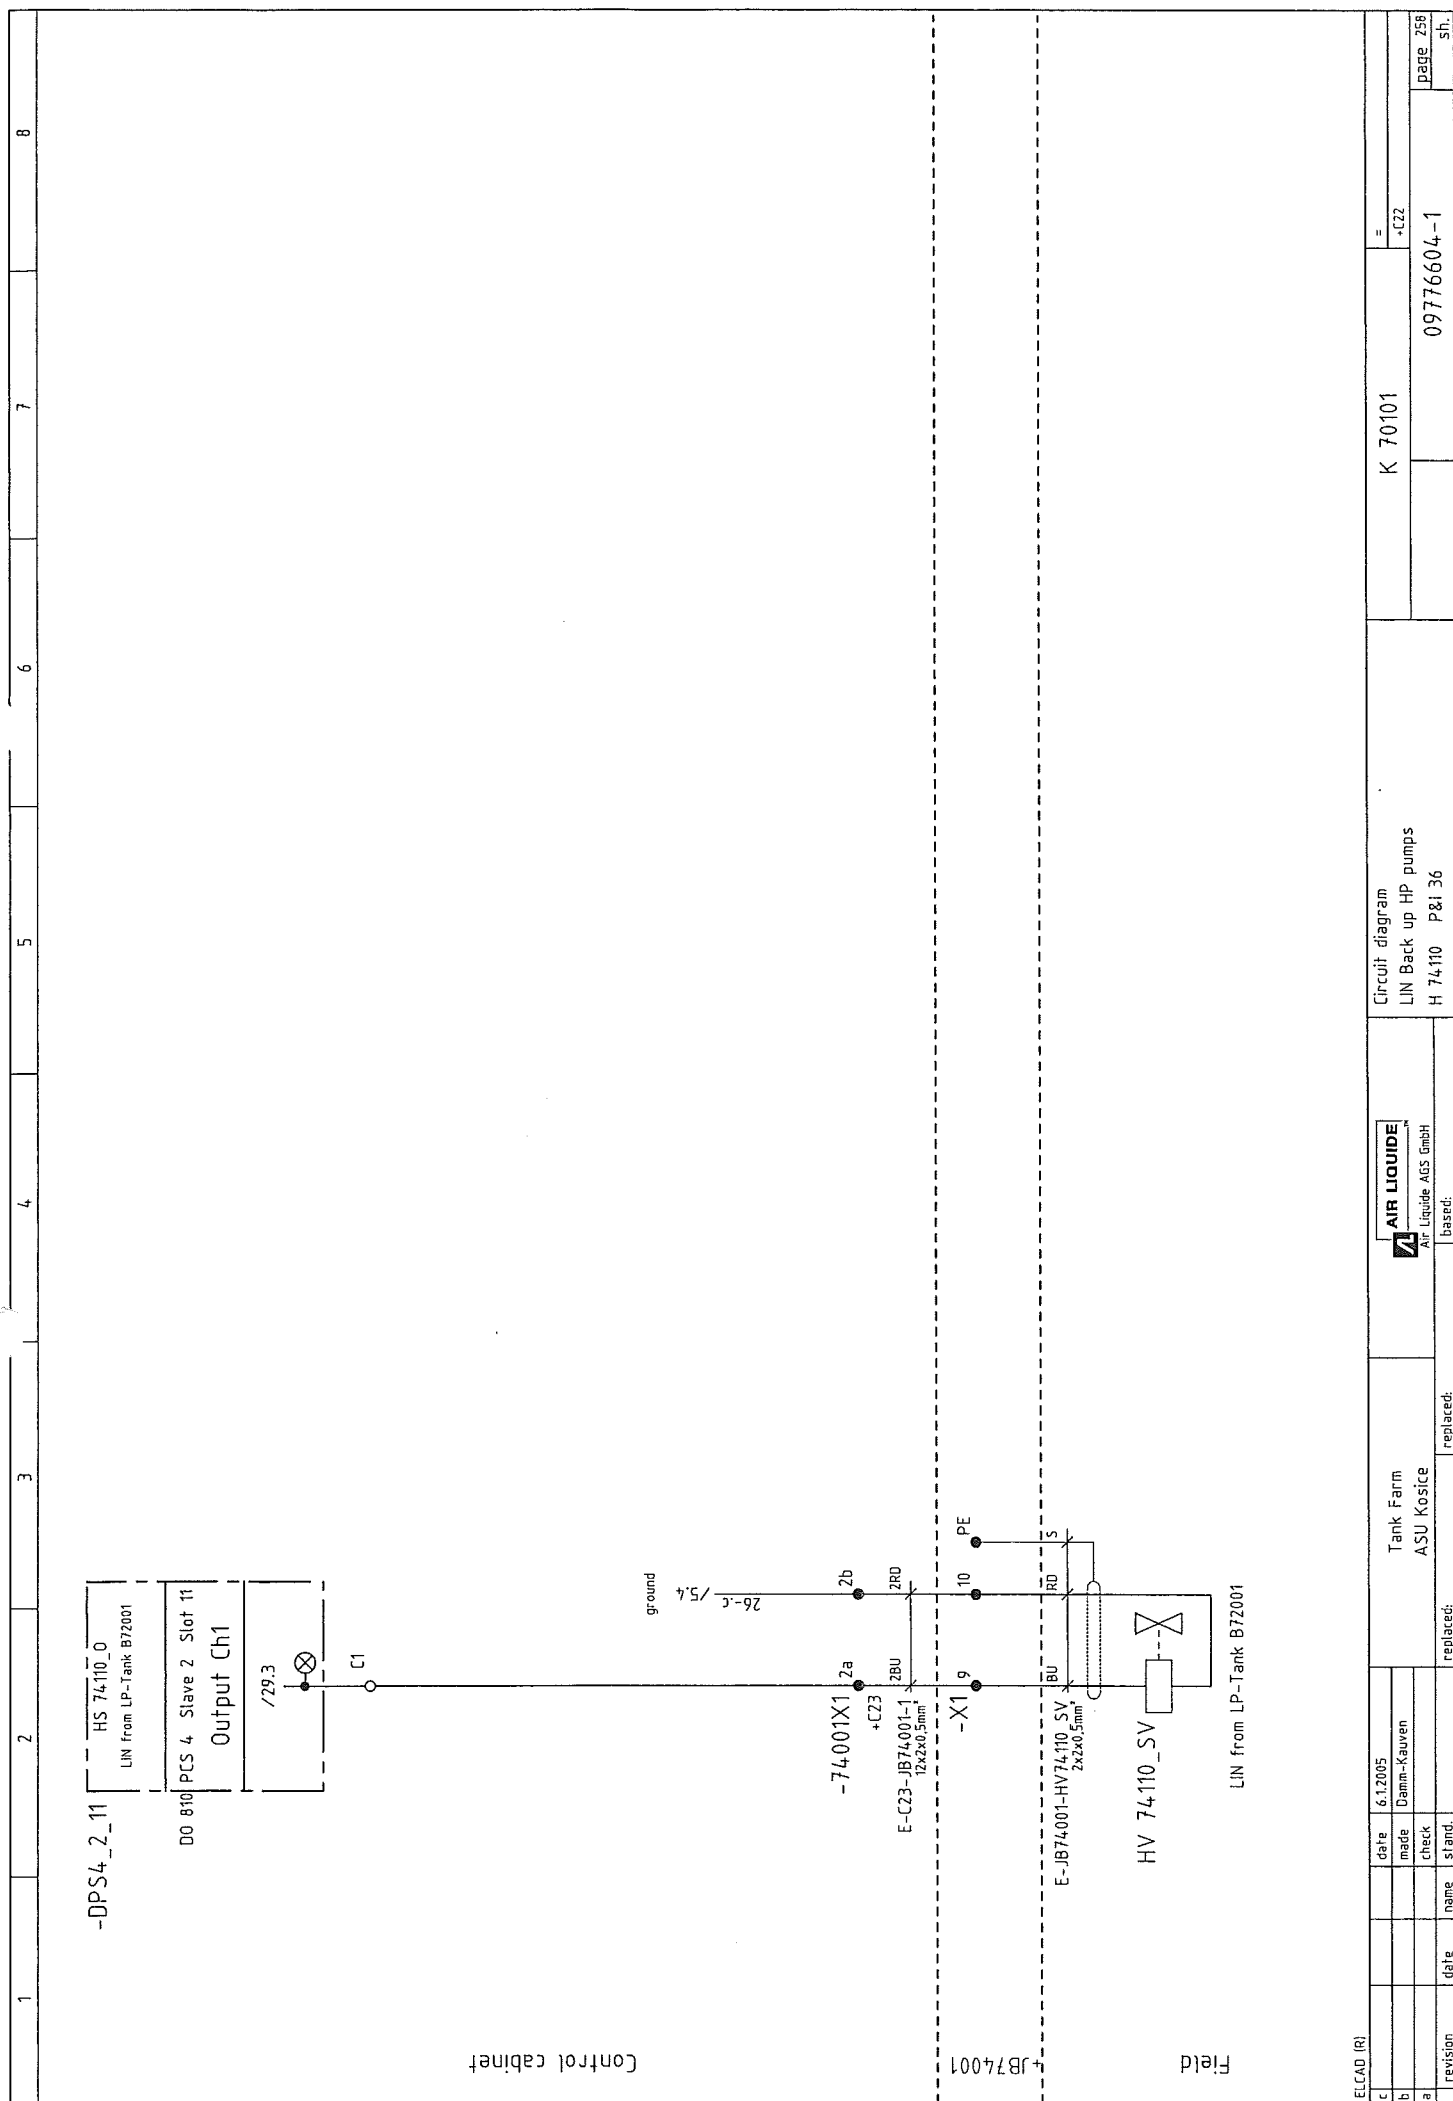 1
2
3
4
5
6
7
8
-DPS4_2_11
HS 74110_O
LIN from LP-Tank B72001
DO 810 PCS 4 Slave 2 Slot 11
Output Ch1
/29.3
C1
ground
/5.4
26-.c
-74001X1 2a 2b
+C23
2BU 2RD
E-C23-JB74001-1
12x2x0,5mm²
-X1 9 10 PE
BU RD S
E-JB74001-HV74110_SV
2x2x0,5mm²
HV 74110_SV
LIN from LP-Tank B72001
Control cabinet
+JB74001
Field
ELCAD (R)
c
b
a
revision date name stand.
date 6.1.2005
made Damm-Kauven
check
replaced:
Tank Farm
ASU Kosice
replaced:
AIR LIQUIDE
™
Air Liquide AGS GmbH
based:
Circuit diagram
LIN Back up HP pumps
H 74110 P&I 36
K 70101
=
+C22
09776604-1
page 258
sh.